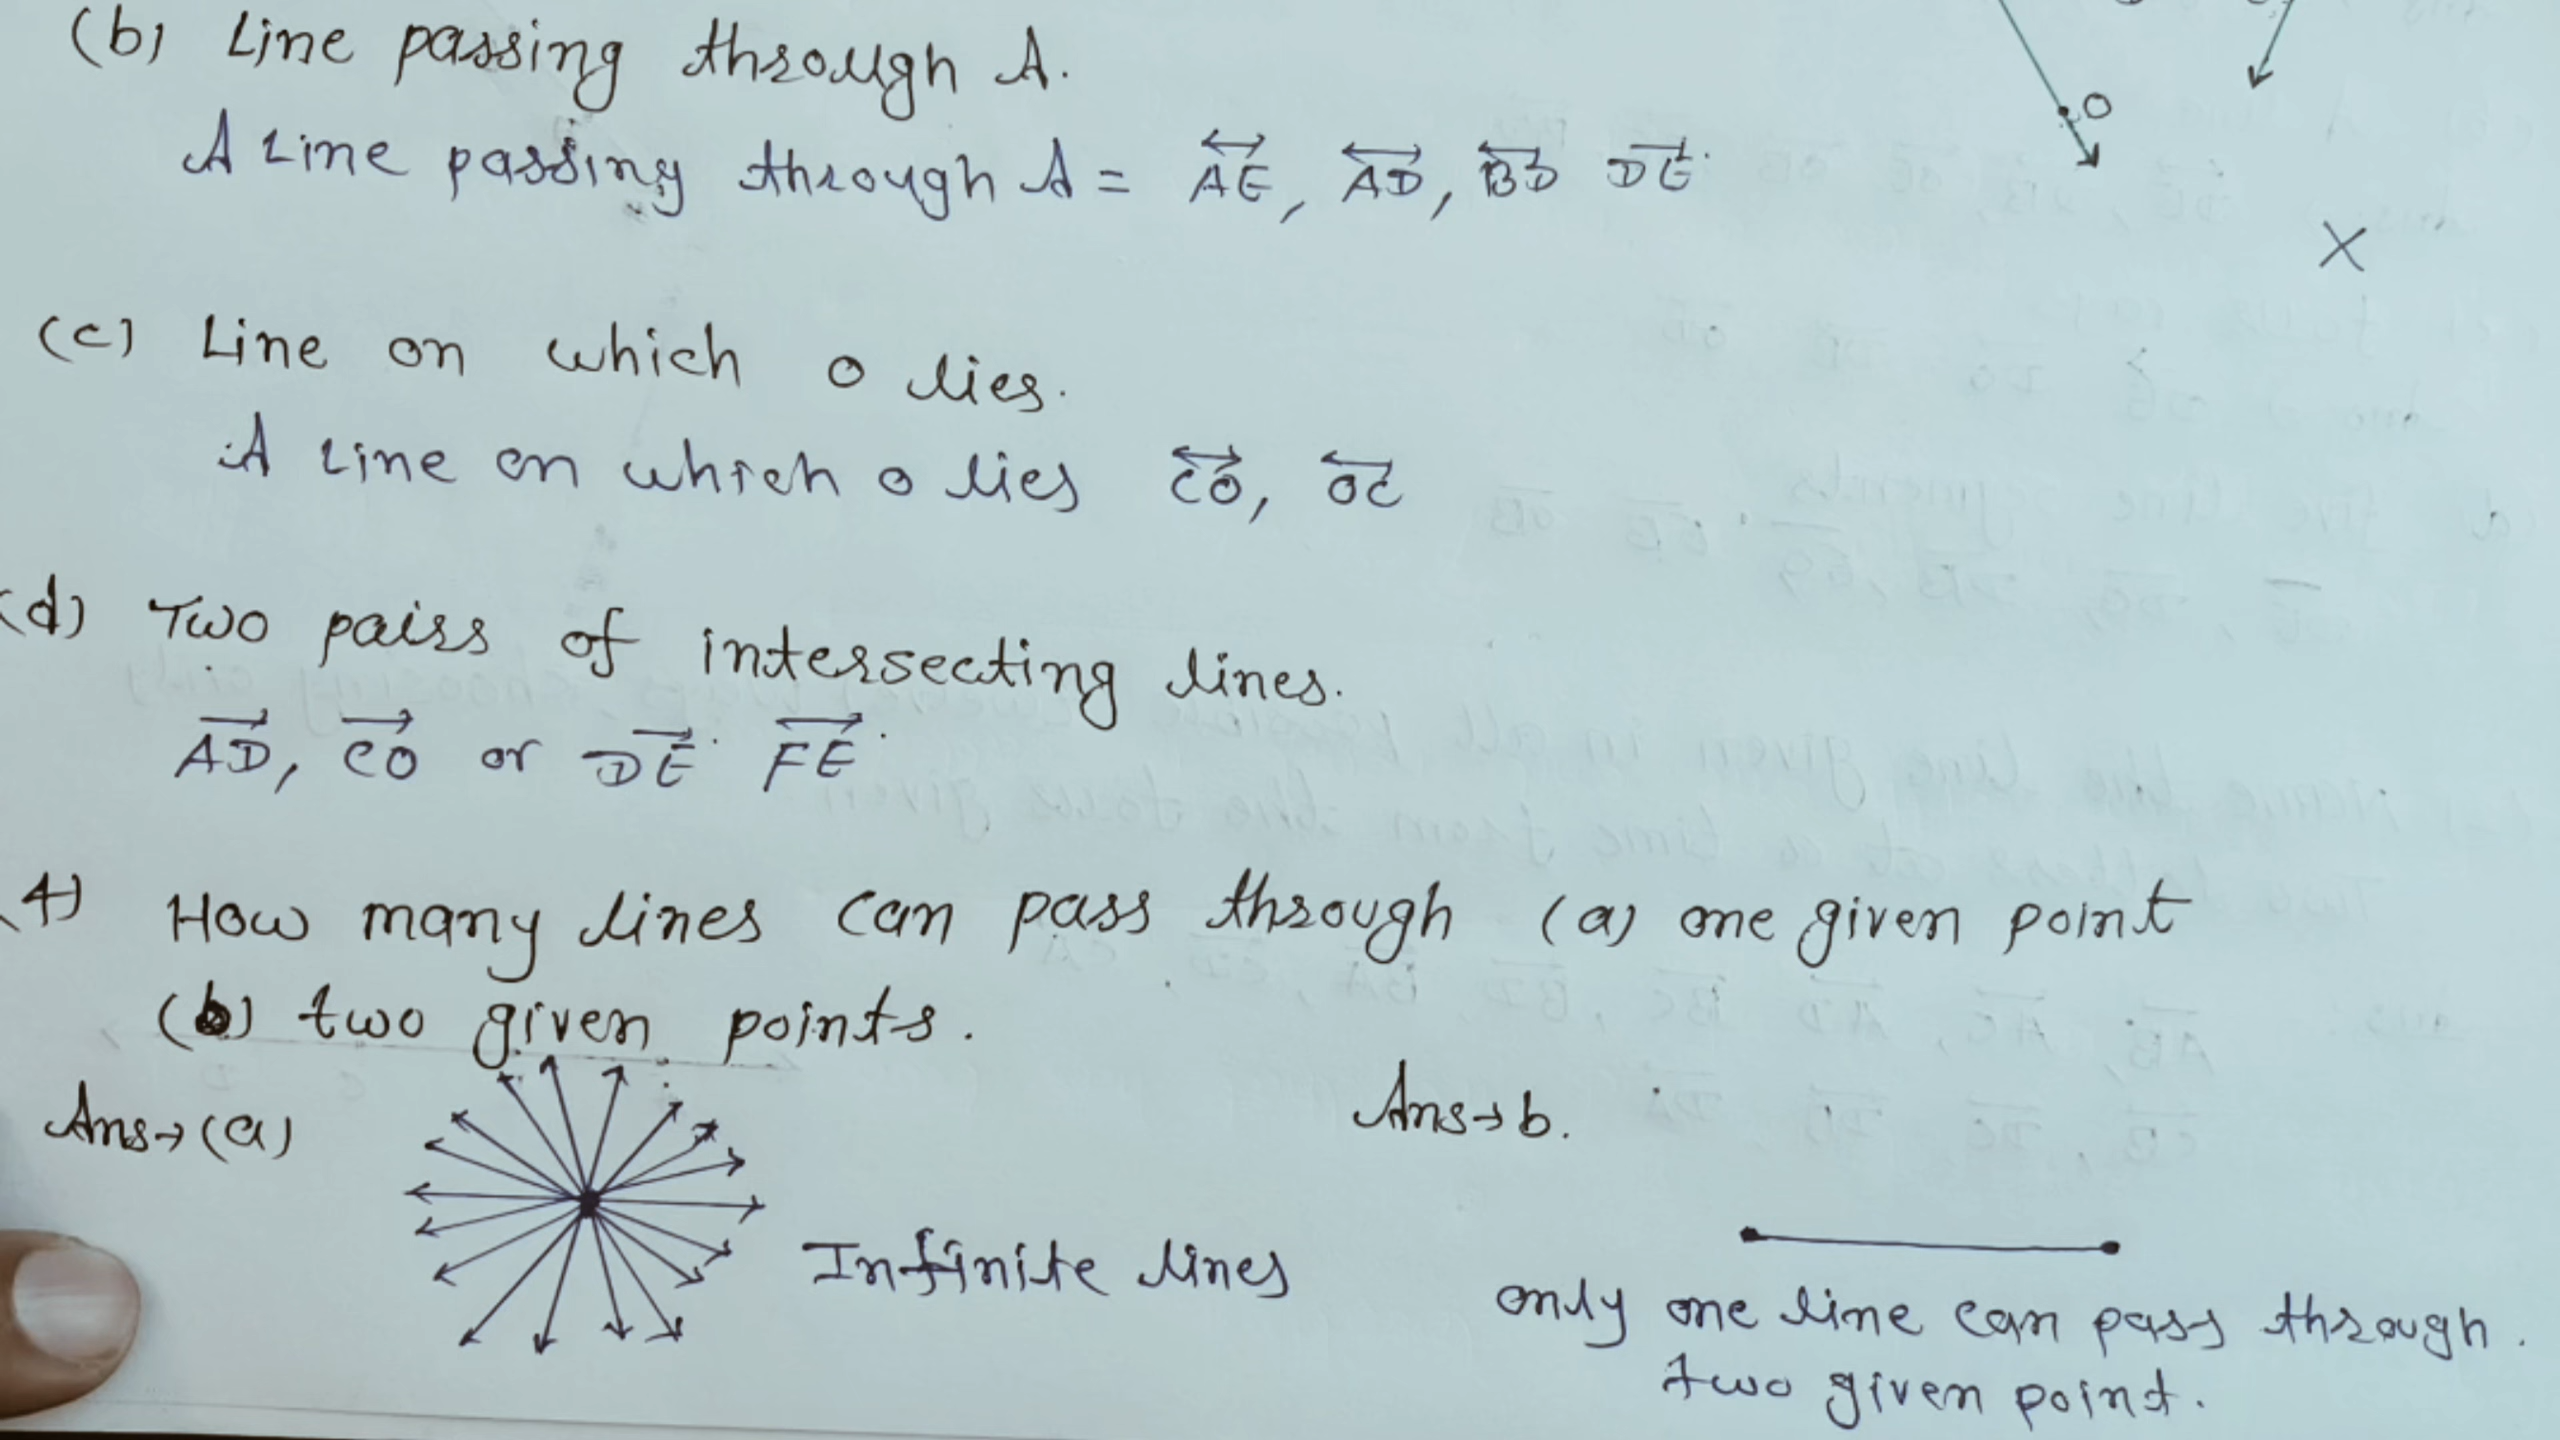 (b) Line passing through A.
A Line passing through A = AE, AD, BD DE
O
X
(c) Line on which o lies.
A Line on which o lies CO, OC
(d) Two pairs of intersecting lines.
AD, CO or DE FE
4) How many lines can pass through (a) one given point
(b) two given points.
Ans→(a)
Ans→b.
Infinite lines
only one line can pass through.
two given point.